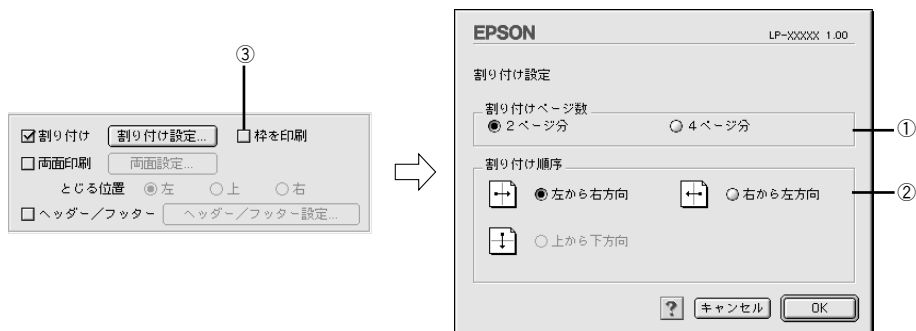 ③
☑割り付け 割り付け設定... □枠を印刷
□両面印刷 両面設定...
とじる位置 ◉左 ○上 ○右
□ヘッダー/フッター ヘッダー/フッター設定...
EPSON LP-XXXXX 1.00
割り付け設定
割り付けページ数
◉2ページ分 ○4ページ分
①
割り付け順序
◉左から右方向 ○右から左方向
②
○上から下方向
? キャンセル OK